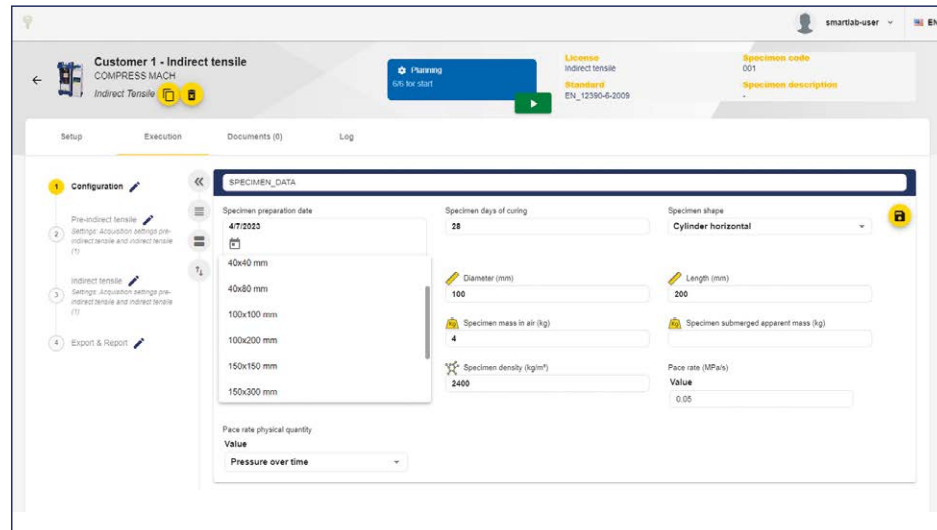 smartlab-user
EN
Customer 1 - Indirect tensile
COMPRESS MACH
Indirect Tensile
Planning
6/6 for start
License
Indirect tensile
Standard
EN_12390-6-2009
Specimen code
001
Specimen description
-
Setup
Execution
Documents (0)
Log
1
Configuration
2
Pre-indirect tensile
Settings: Acquisition settings pre-
indirect tensile and indirect tensile
(1)
3
Indirect tensile
Settings: Acquisition settings pre-
indirect tensile and indirect tensile
(1)
4
Export & Report
SPECIMEN_DATA
Specimen preparation date
4/7/2023
Specimen days of curing
28
Specimen shape
Cylinder horizontal
40x40 mm
40x80 mm
100x100 mm
100x200 mm
150x150 mm
150x300 mm
Diameter (mm)
100
Length (mm)
200
Kg
Specimen mass in air (kg)
4
Kg
Specimen submerged apparent mass (kg)
Specimen density (kg/m³)
2400
Pace rate (MPa/s)
Value
0.05
Pace rate physical quantity
Value
Pressure over time